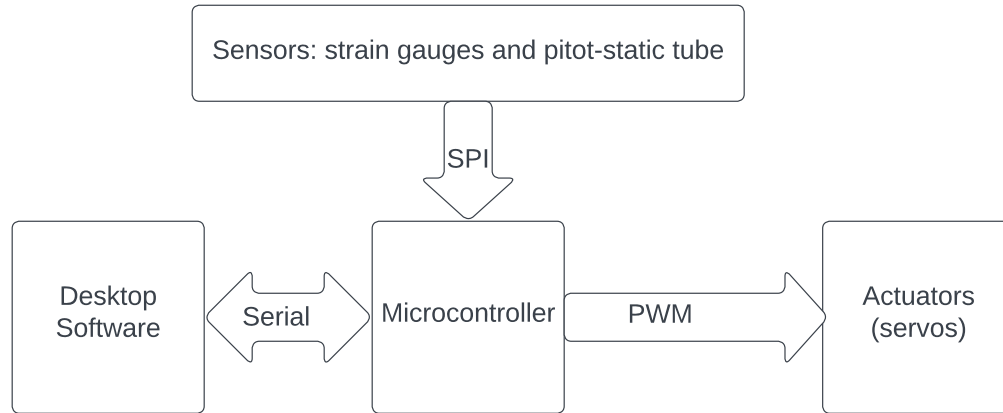 Sensors: strain gauges and pitot-static tube
SPI
Desktop
Software
Serial
Microcontroller
PWM
Actuators
(servos)